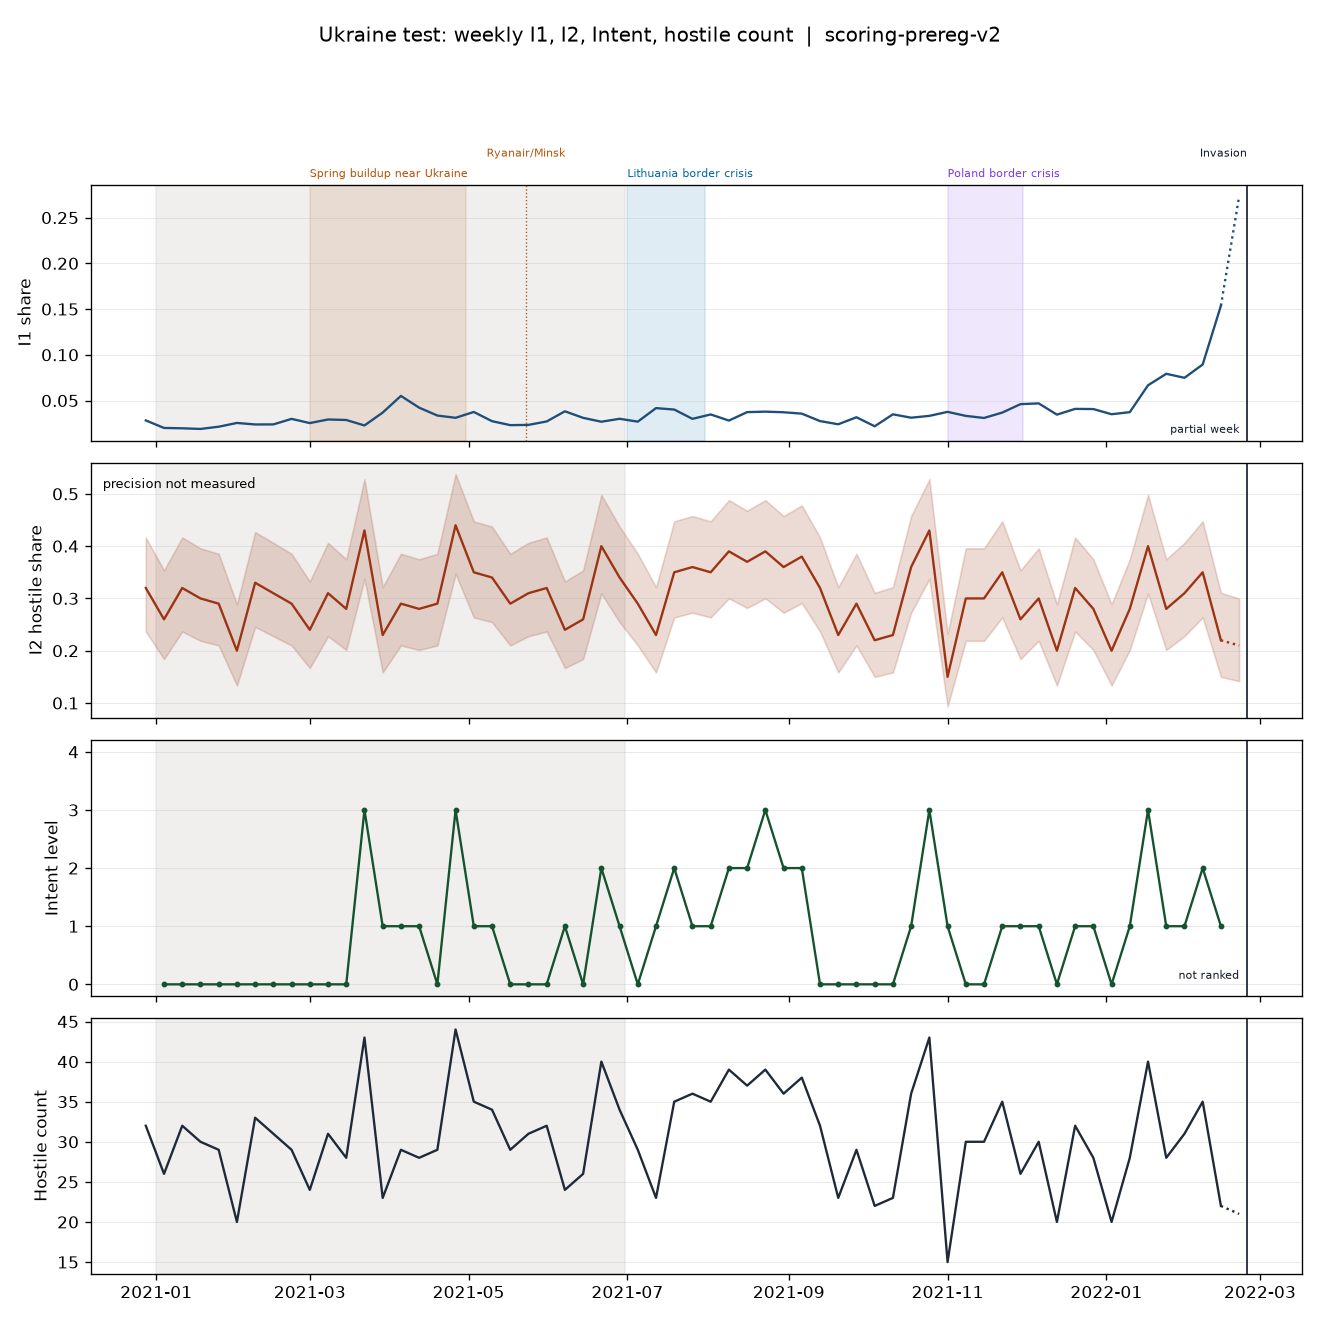 Ukraine test: weekly I1, I2, Intent, hostile count | scoring-prereg-v2
Ryanair/Minsk
Invasion
Spring buildup near Ukraine
Lithuania border crisis
Poland border crisis
I1 share
0.25
0.20
0.15
0.10
0.05
partial week
I2 hostile share
precision not measured
0.5
0.4
0.3
0.2
0.1
Intent level
4
3
2
1
0
not ranked
Hostile count
45
40
35
30
25
20
15
2021-01
2021-03
2021-05
2021-07
2021-09
2021-11
2022-01
2022-03